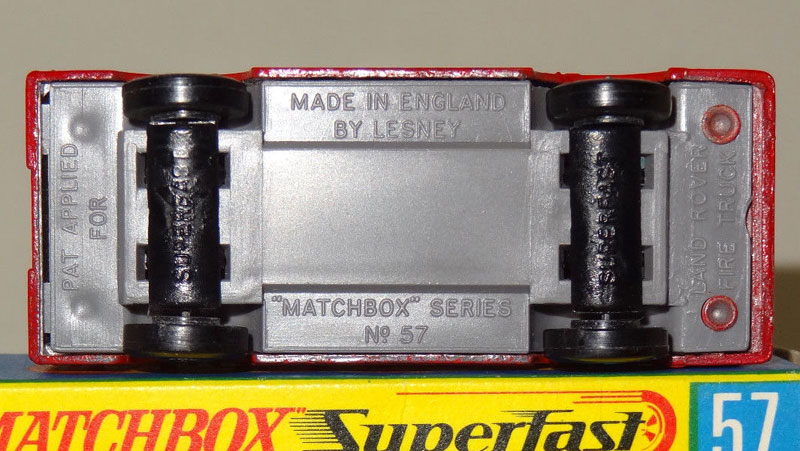 MADE IN ENGLAND
BY LESNEY
PAT APPLIED
FOR
SUPERFAST
SUPERFAST
LAND ROVER
FIRE TRUCK
"MATCHBOX" SERIES
Nº 57
MATCHBOX"
Superfast
57